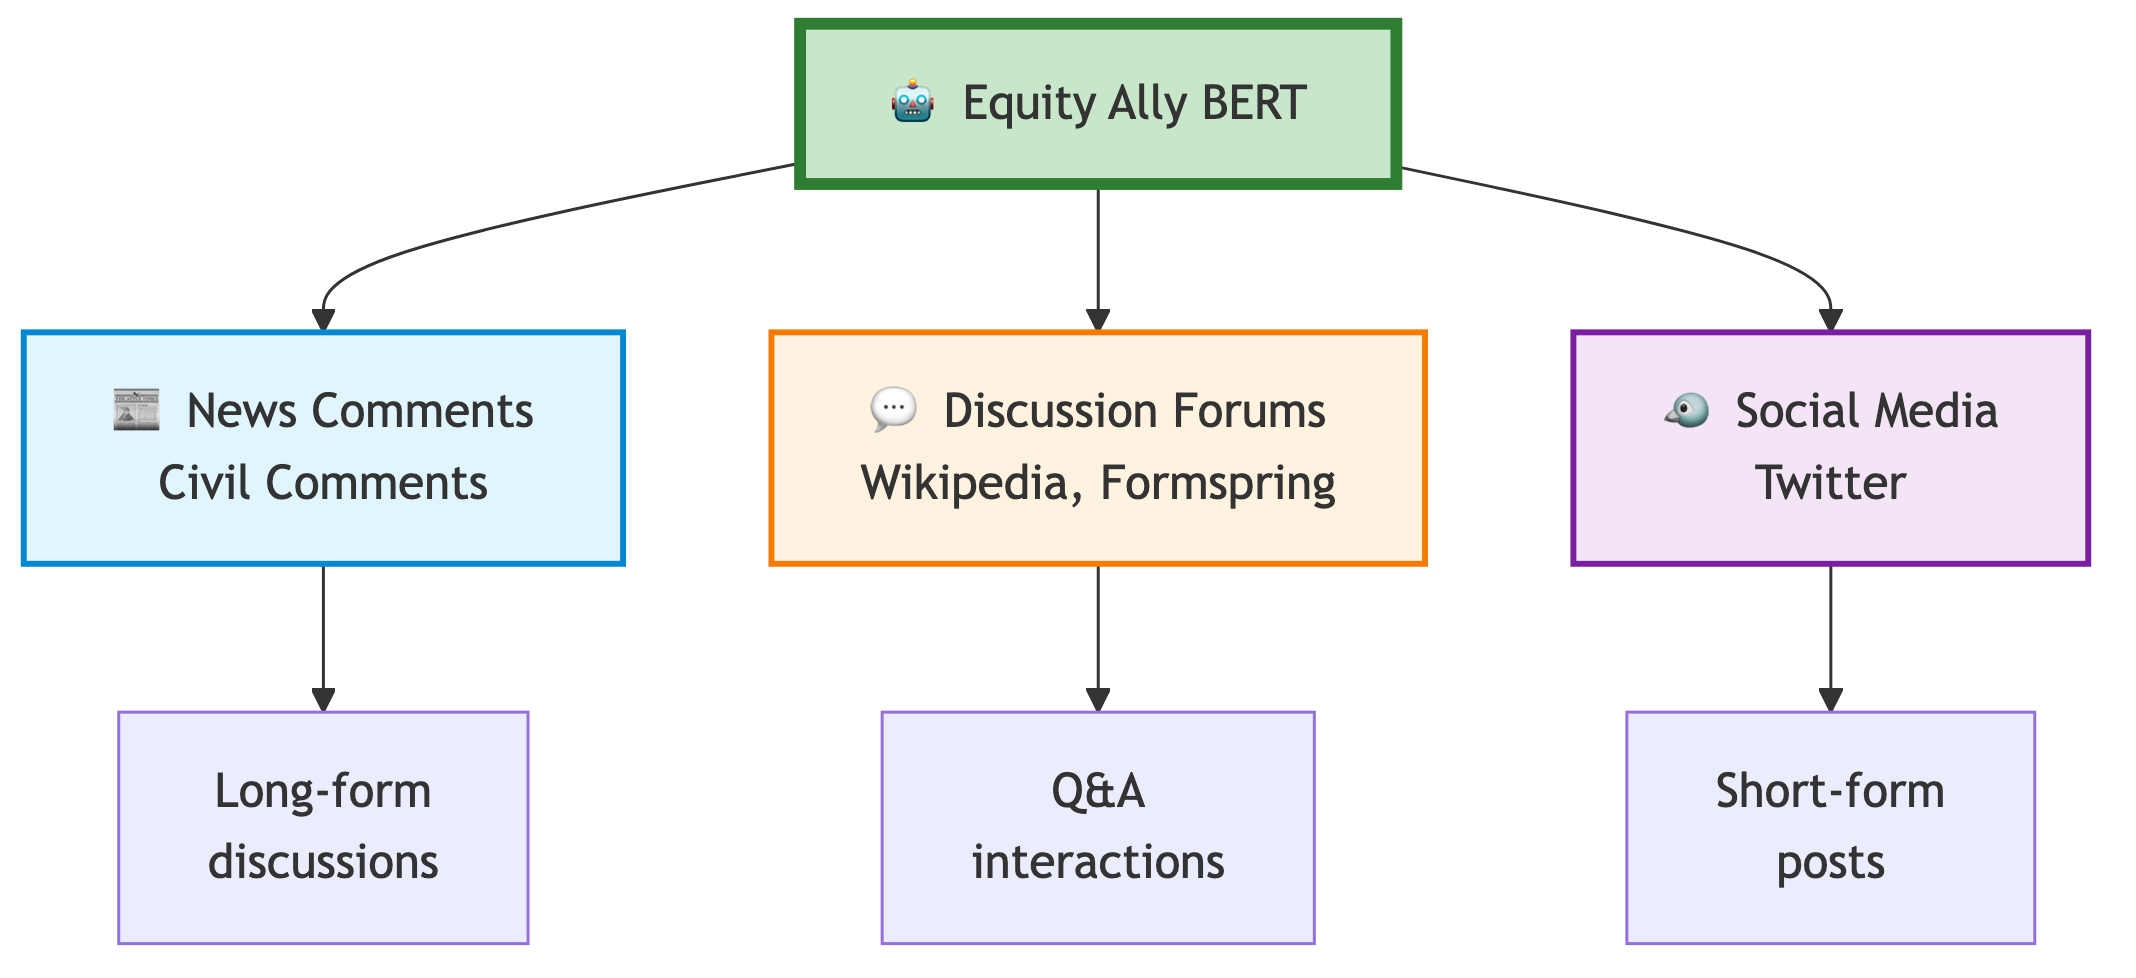 Equity Ally BERT
News Comments
Civil Comments
Discussion Forums
Wikipedia, Formspring
Social Media
Twitter
Long-form
discussions
Q&A
interactions
Short-form
posts